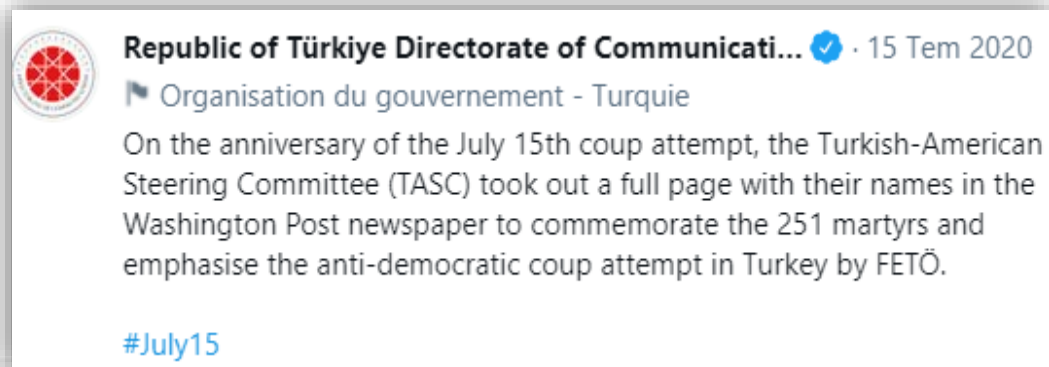 Republic of Türkiye Directorate of Communicati... · 15 Tem 2020
Organisation du gouvernement - Turquie
On the anniversary of the July 15th coup attempt, the Turkish-American
Steering Committee (TASC) took out a full page with their names in the
Washington Post newspaper to commemorate the 251 martyrs and
emphasise the anti-democratic coup attempt in Turkey by FETÖ.
#July15